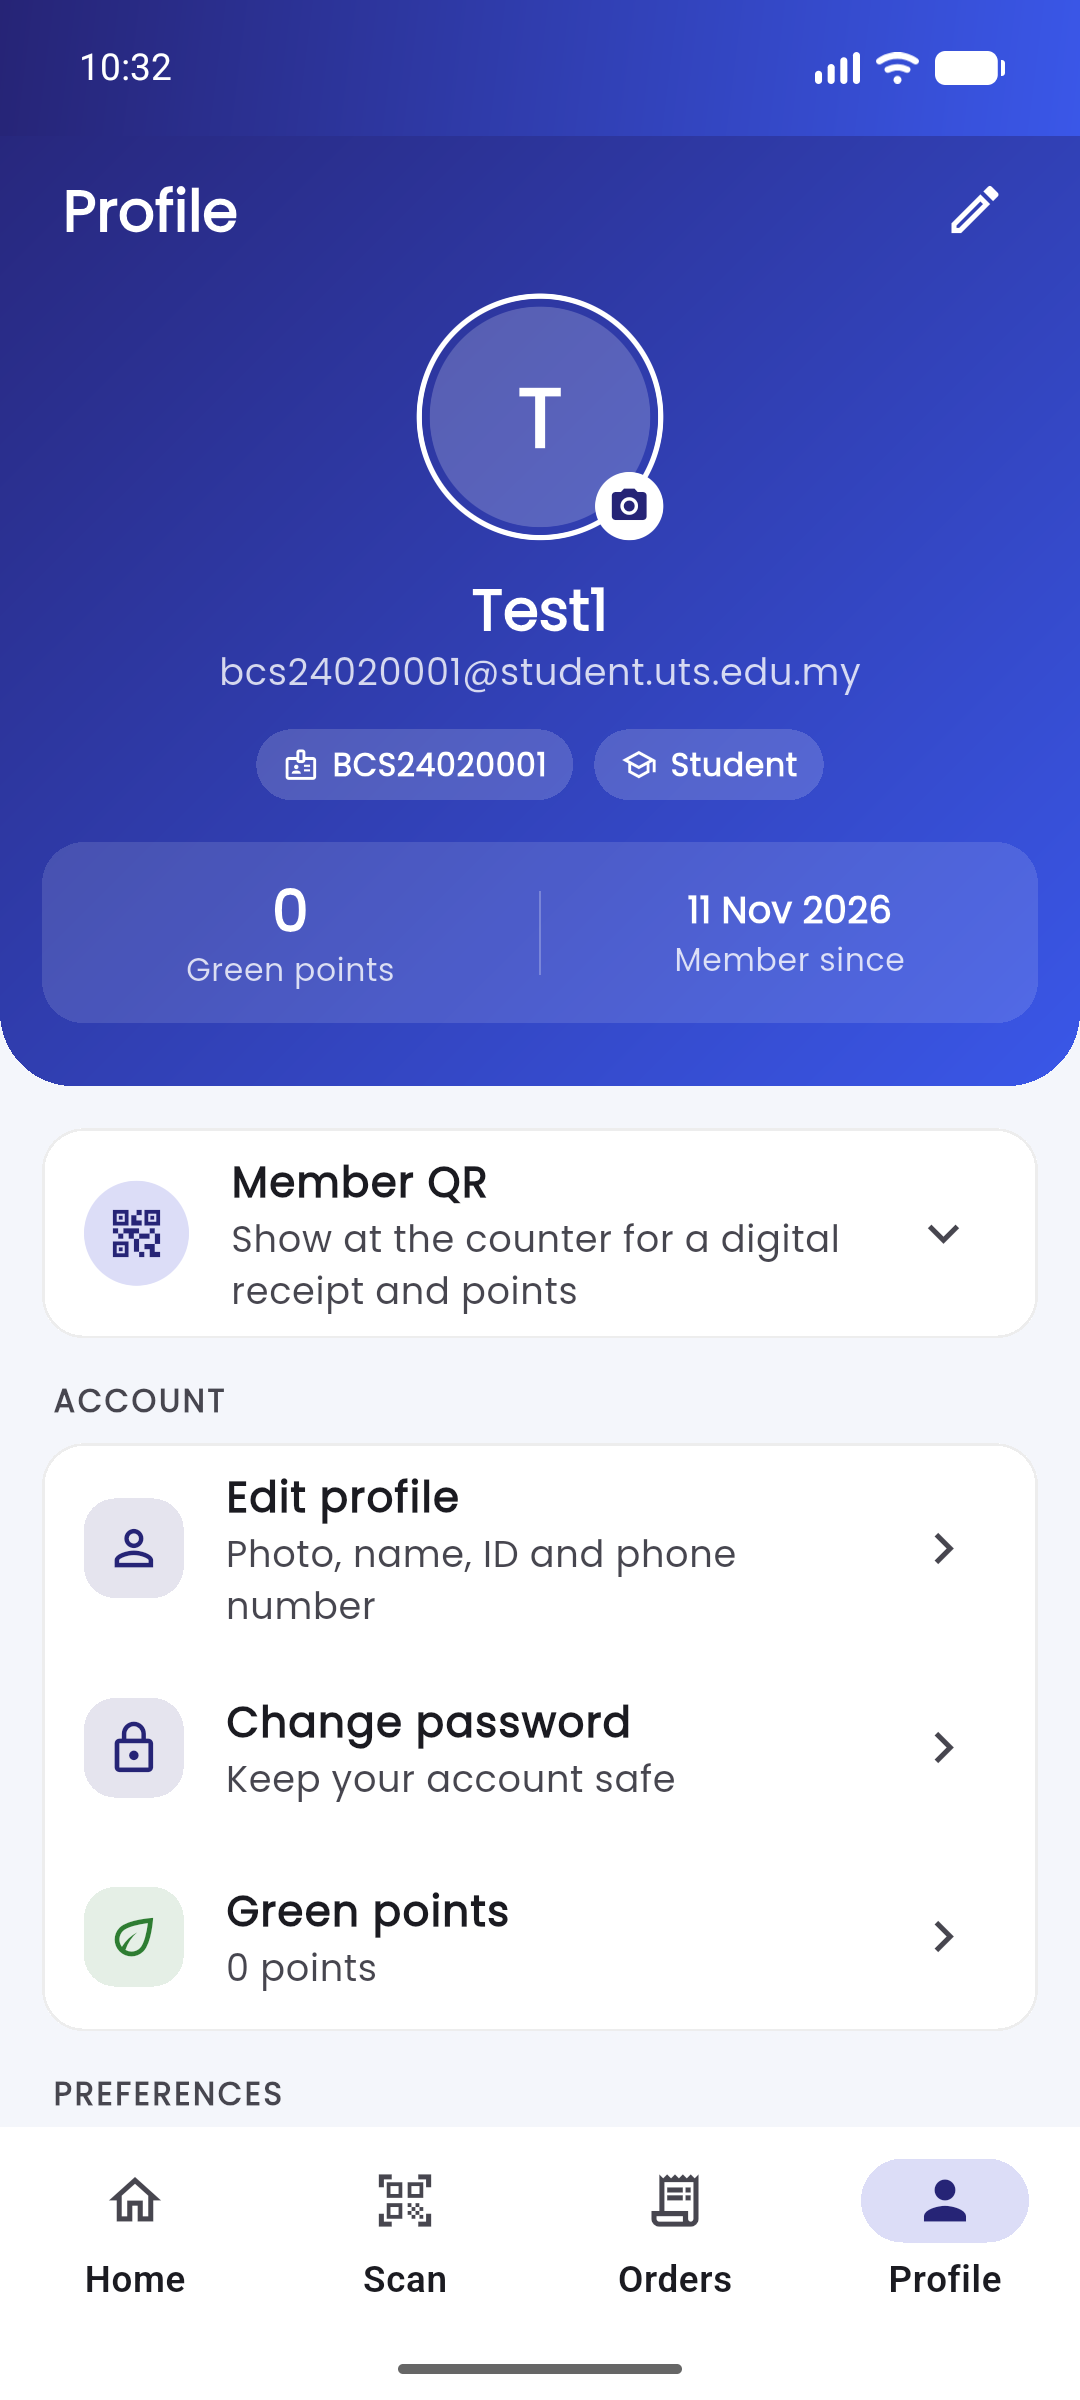 10:32
Profile
T
Test1
bcs24020001@student.uts.edu.my
BCS24020001
Student
0
Green points
11 Nov 2026
Member since
Member QR
Show at the counter for a digital
receipt and points
ACCOUNT
Edit profile
Photo, name, ID and phone
number
Change password
Keep your account safe
Green points
0 points
PREFERENCES
Home
Scan
Orders
Profile